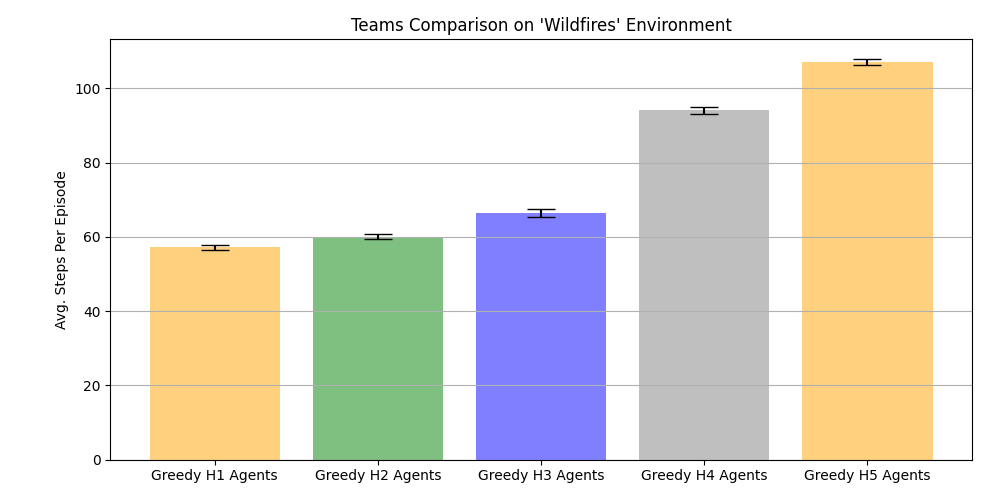 Teams Comparison on 'Wildfires' Environment
Avg. Steps Per Episode
100
80
60
40
20
0
Greedy H1 Agents Greedy H2 Agents Greedy H3 Agents Greedy H4 Agents Greedy H5 Agents